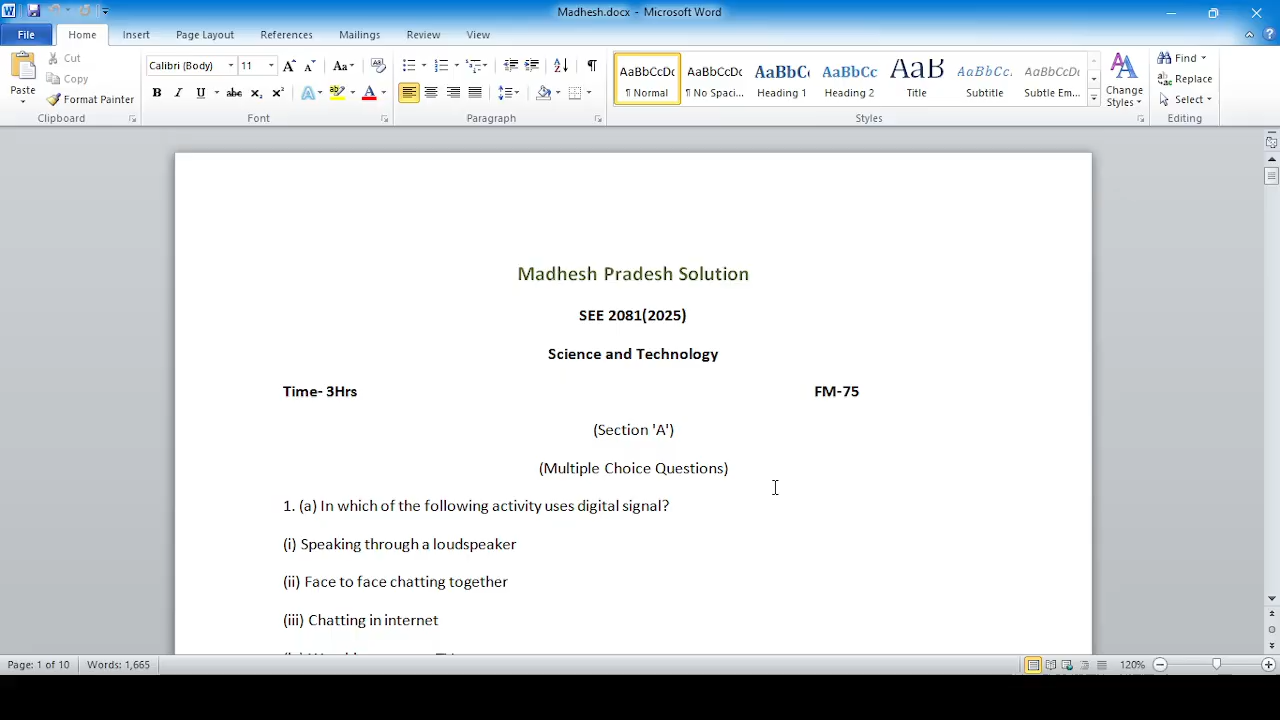 Madhesh.docx - Microsoft Word
File Home Insert Page Layout References Mailings Review View
Paste
Cut
Copy
Format Painter
Clipboard
Calibri (Body) 11
Font
Paragraph
AaBbCcDc AaBbCcDc AaBbC AaBbCc AaB AaBbCc. AaBbCcDc
¶ Normal ¶ No Spaci... Heading 1 Heading 2 Title Subtitle Subtle Em...
Styles
Change Styles
Find
Replace
Select
Editing
Madhesh Pradesh Solution
SEE 2081(2025)
Science and Technology
Time- 3Hrs FM-75
(Section 'A')
(Multiple Choice Questions)
1. (a) In which of the following activity uses digital signal?
(i) Speaking through a loudspeaker
(ii) Face to face chatting together
(iii) Chatting in internet
Page: 1 of 10 Words: 1,665 120%